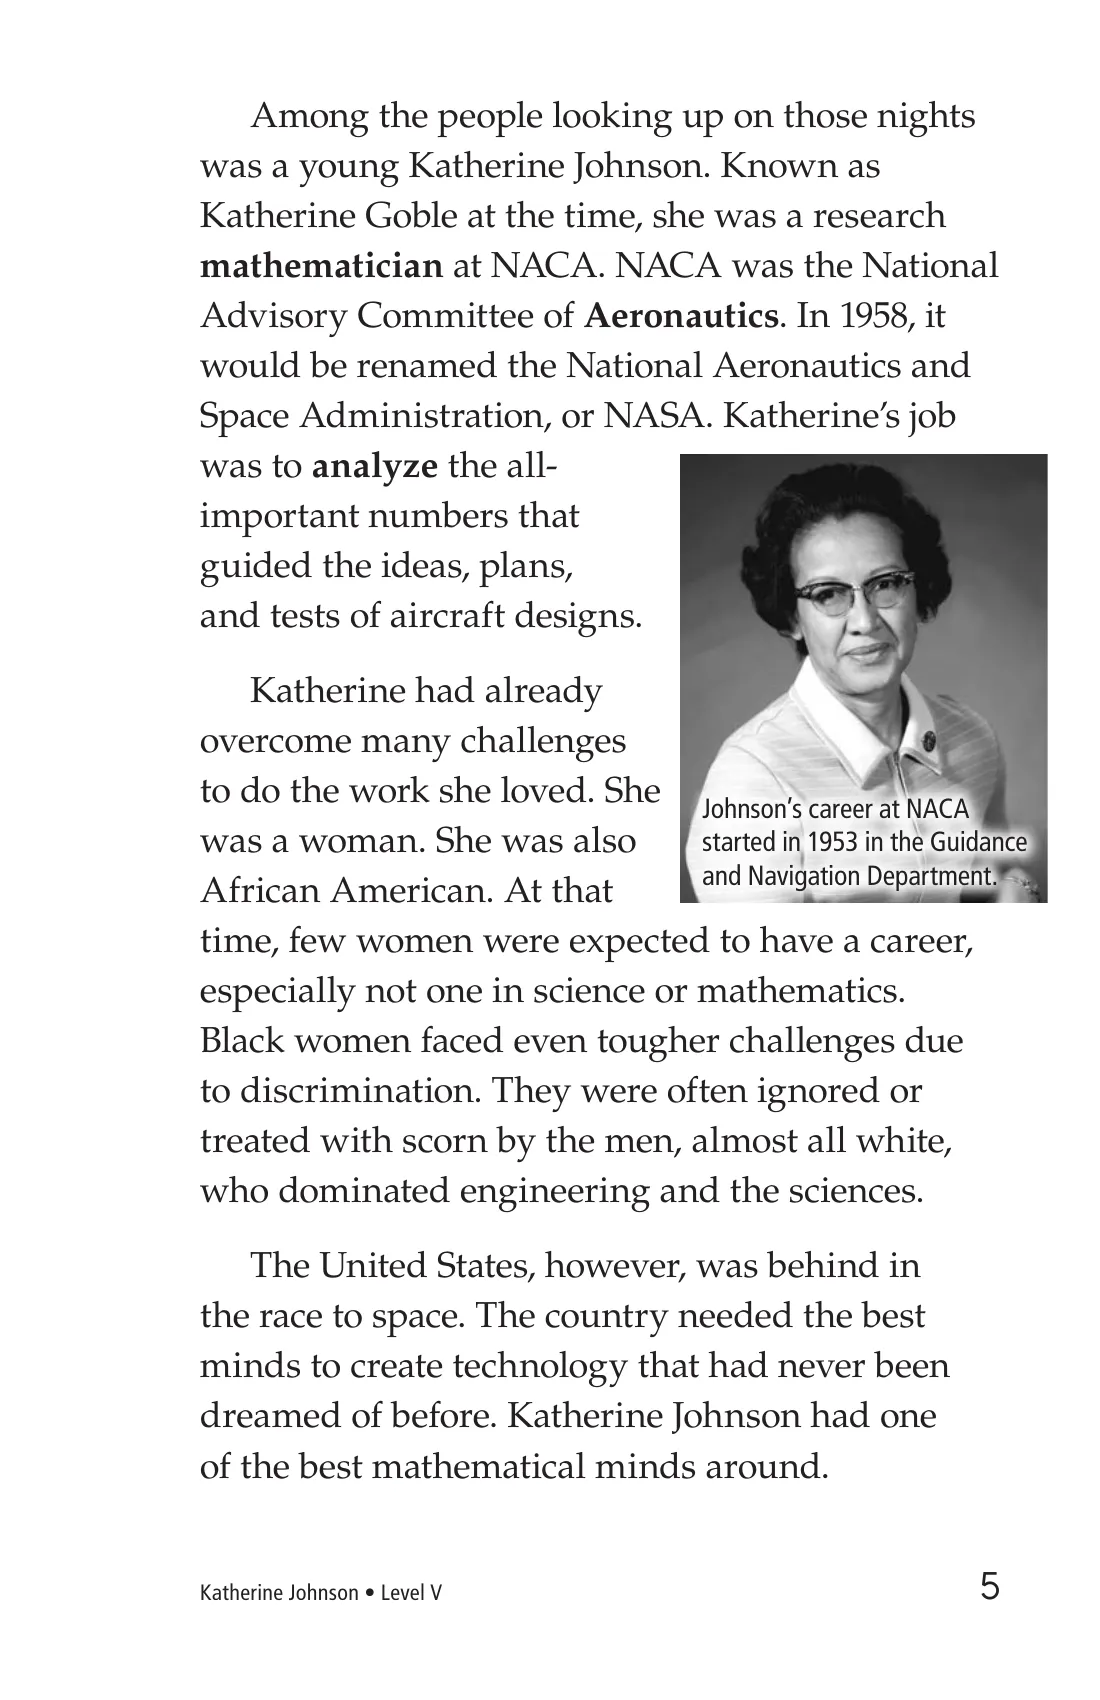 Among the people looking up on those nights
was a young Katherine Johnson. Known as
Katherine Goble at the time, she was a research
mathematician at NACA. NACA was the National
Advisory Committee of Aeronautics. In 1958, it
would be renamed the National Aeronautics and
Space Administration, or NASA. Katherine’s job
was to analyze the all-
important numbers that
guided the ideas, plans,
and tests of aircraft designs.
Katherine had already
overcome many challenges
to do the work she loved. She
was a woman. She was also
African American. At that
time, few women were expected to have a career,
especially not one in science or mathematics.
Black women faced even tougher challenges due
to discrimination. They were often ignored or
treated with scorn by the men, almost all white,
who dominated engineering and the sciences.
Johnson’s career at NACA
started in 1953 in the Guidance
and Navigation Department.
The United States, however, was behind in
the race to space. The country needed the best
minds to create technology that had never been
dreamed of before. Katherine Johnson had one
of the best mathematical minds around.
Katherine Johnson • Level V
5